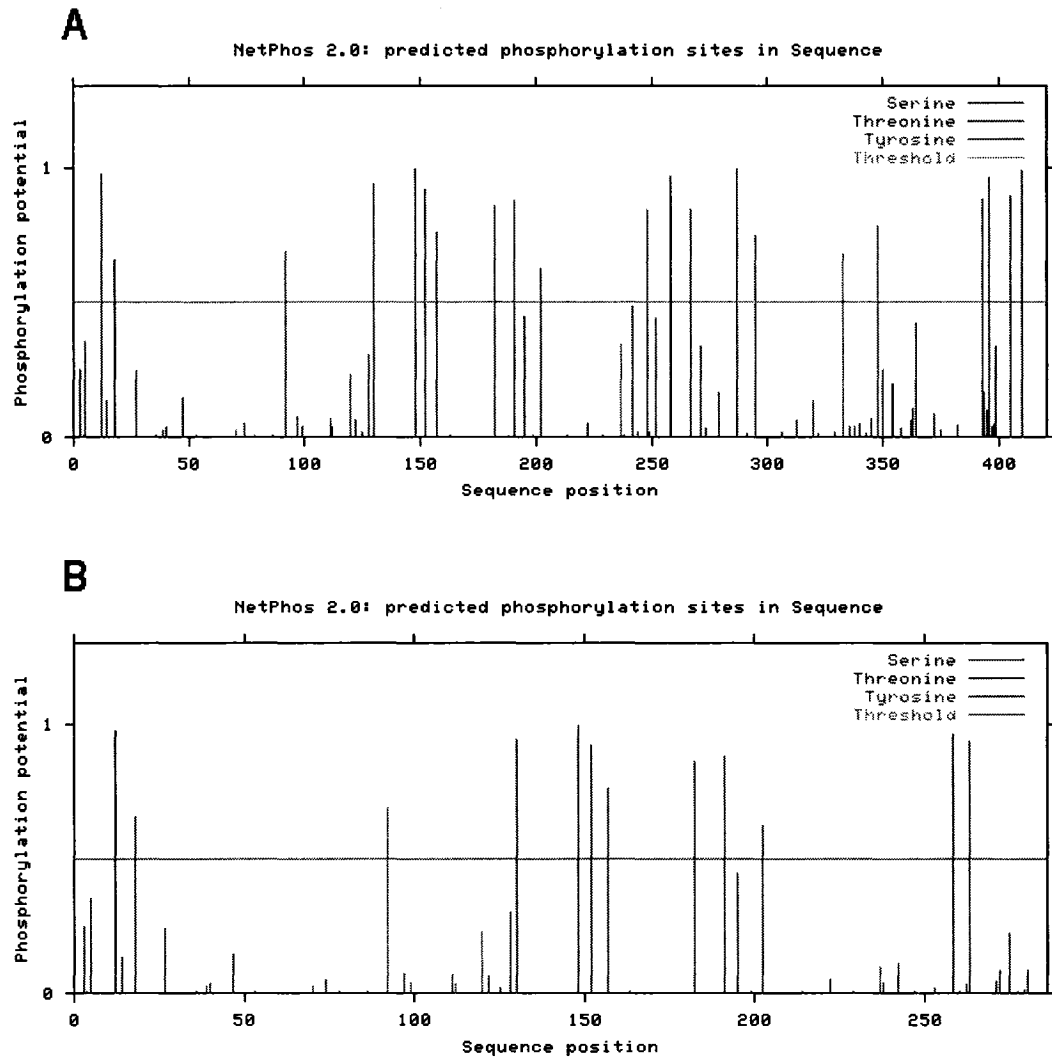 A
NetPhos 2.0: predicted phosphorylation sites in Sequence
Serine
Threonine
Tyrosine
Threshold
Phosphorylation potential
1
0
0 50 100 150 200 250 300 350 400
Sequence position
B
NetPhos 2.0: predicted phosphorylation sites in Sequence
Serine
Threonine
Tyrosine
Threshold
Phosphorylation potential
1
0
0 50 100 150 200 250
Sequence position